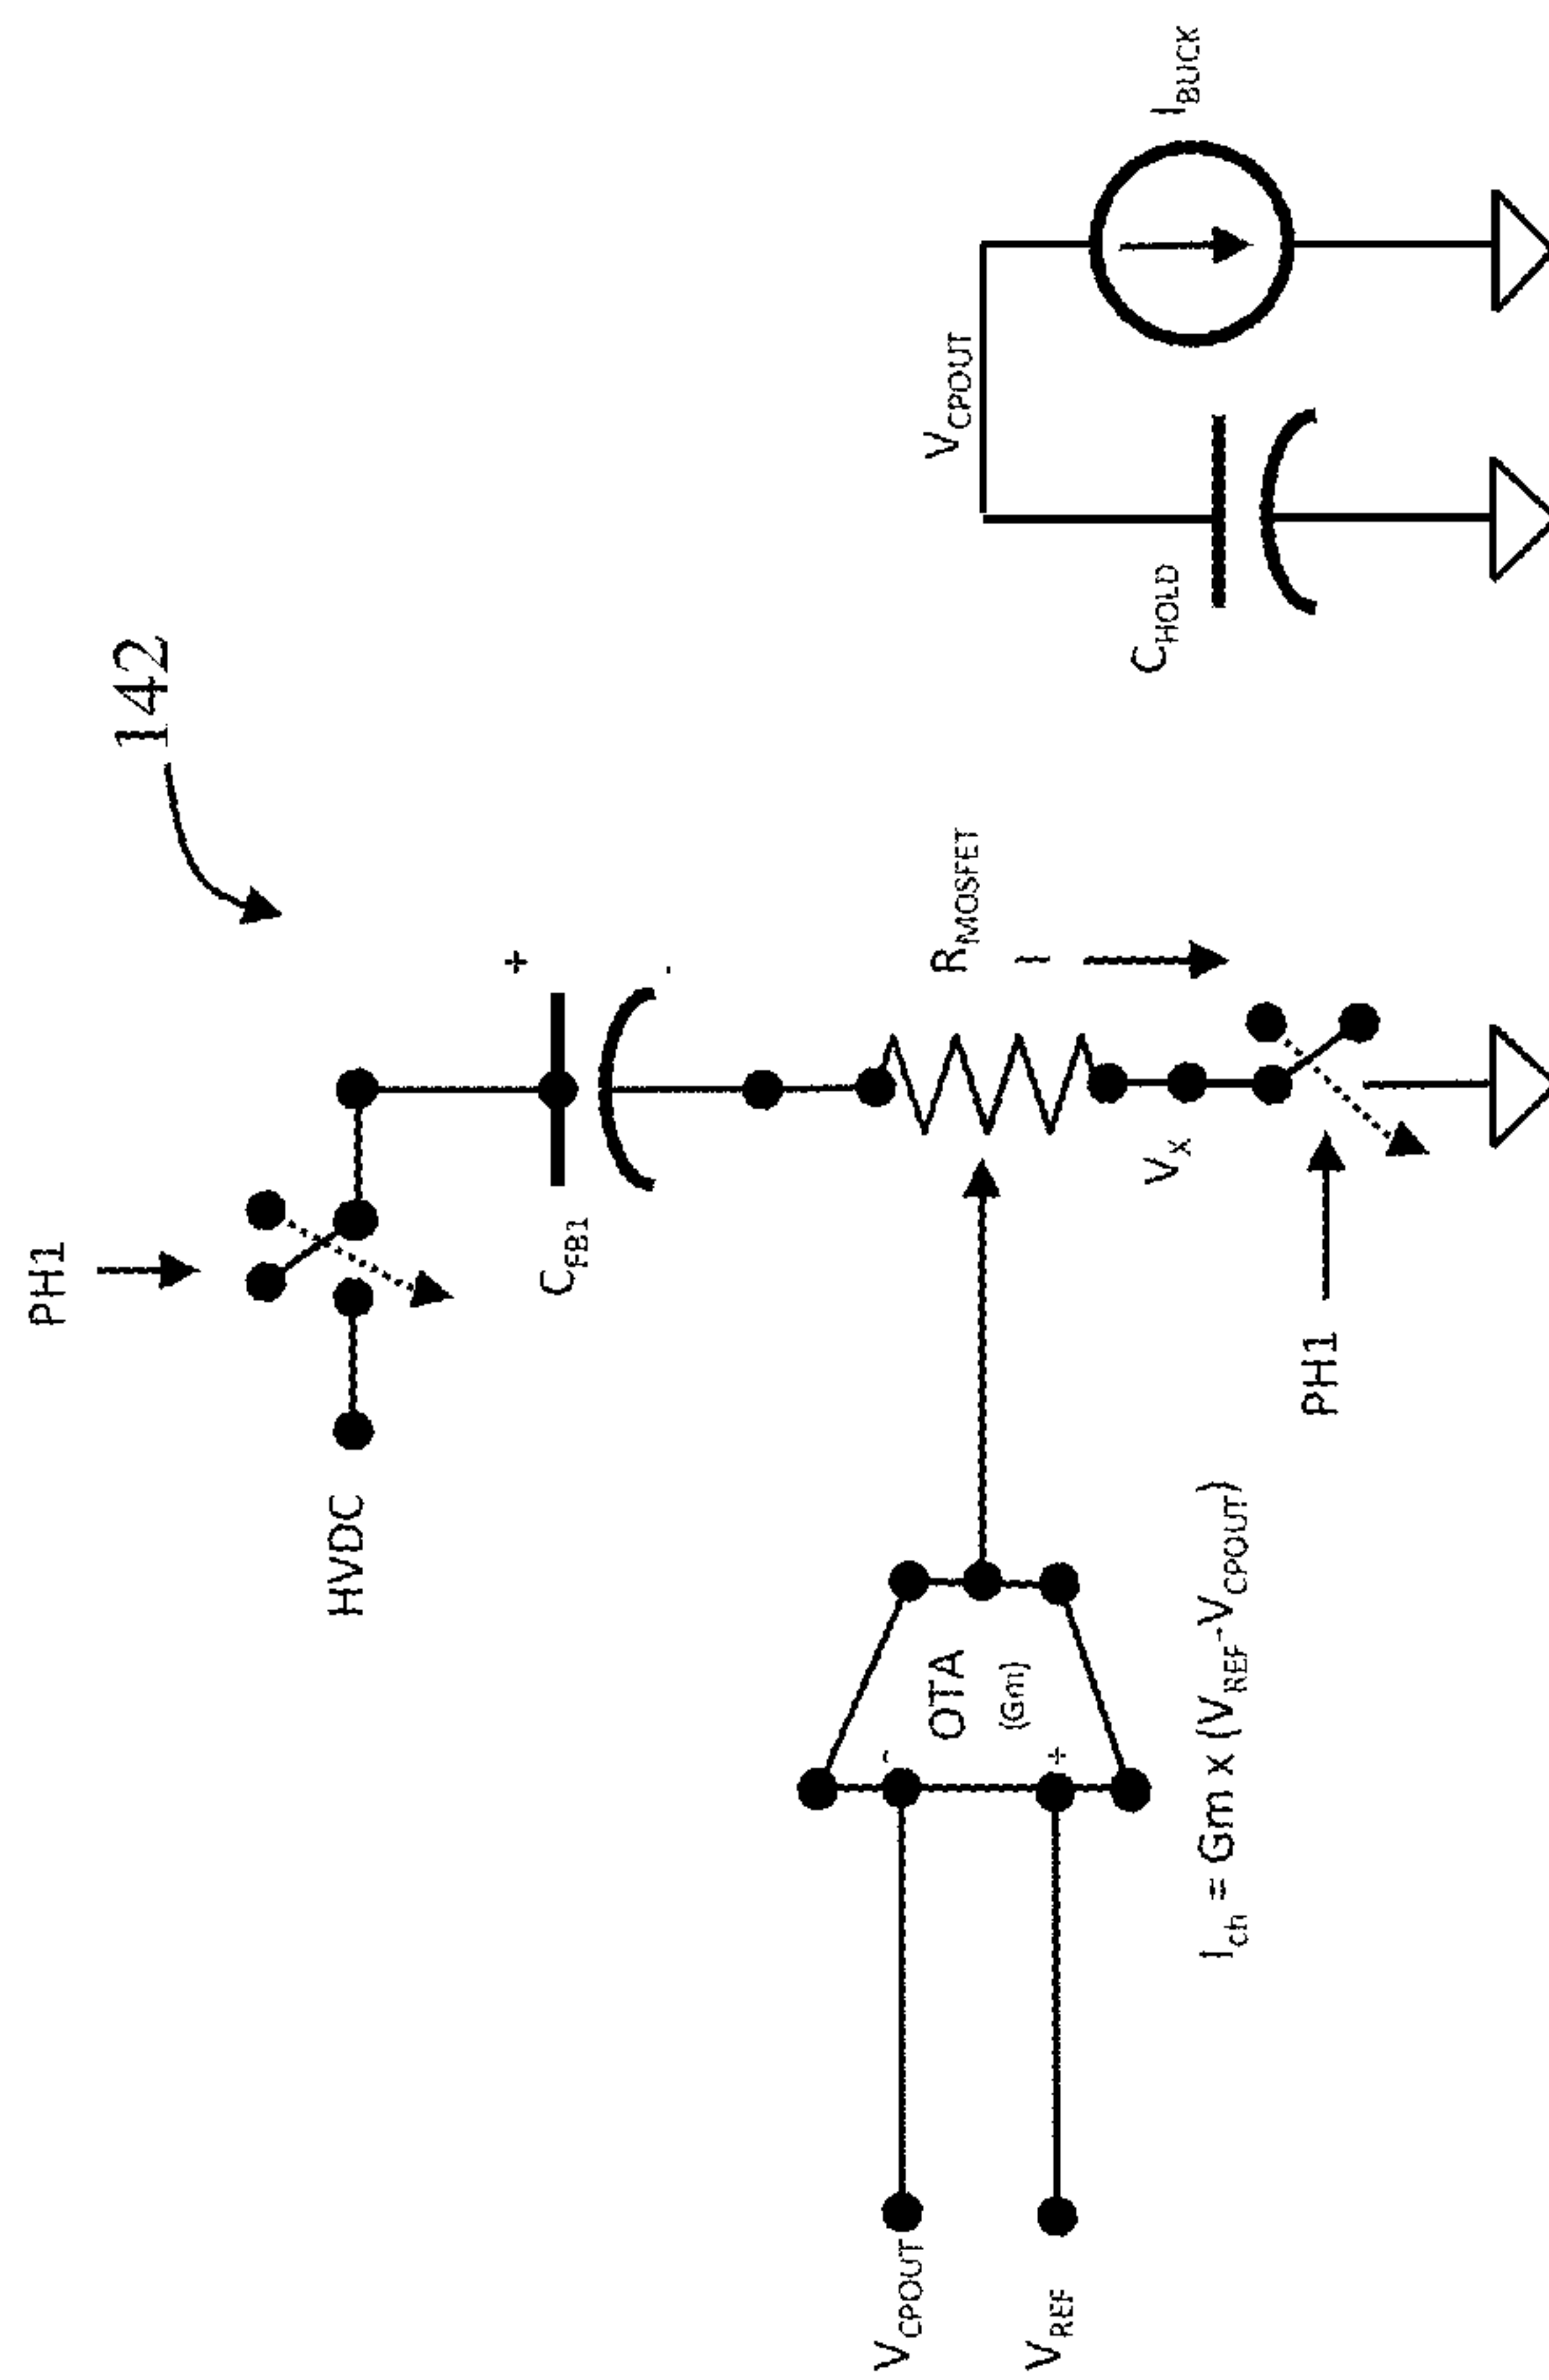 142
PH1
HVDC
+
-
C_FB1
R_MOSFET
I
V_CPOUT
-
OTA
(Gm)
+
V_REF
V_X
PH1
I_ch = Gm x (V_REF-V_CPOUT)
V_CPOUT
C_HOLD
I_BUCK